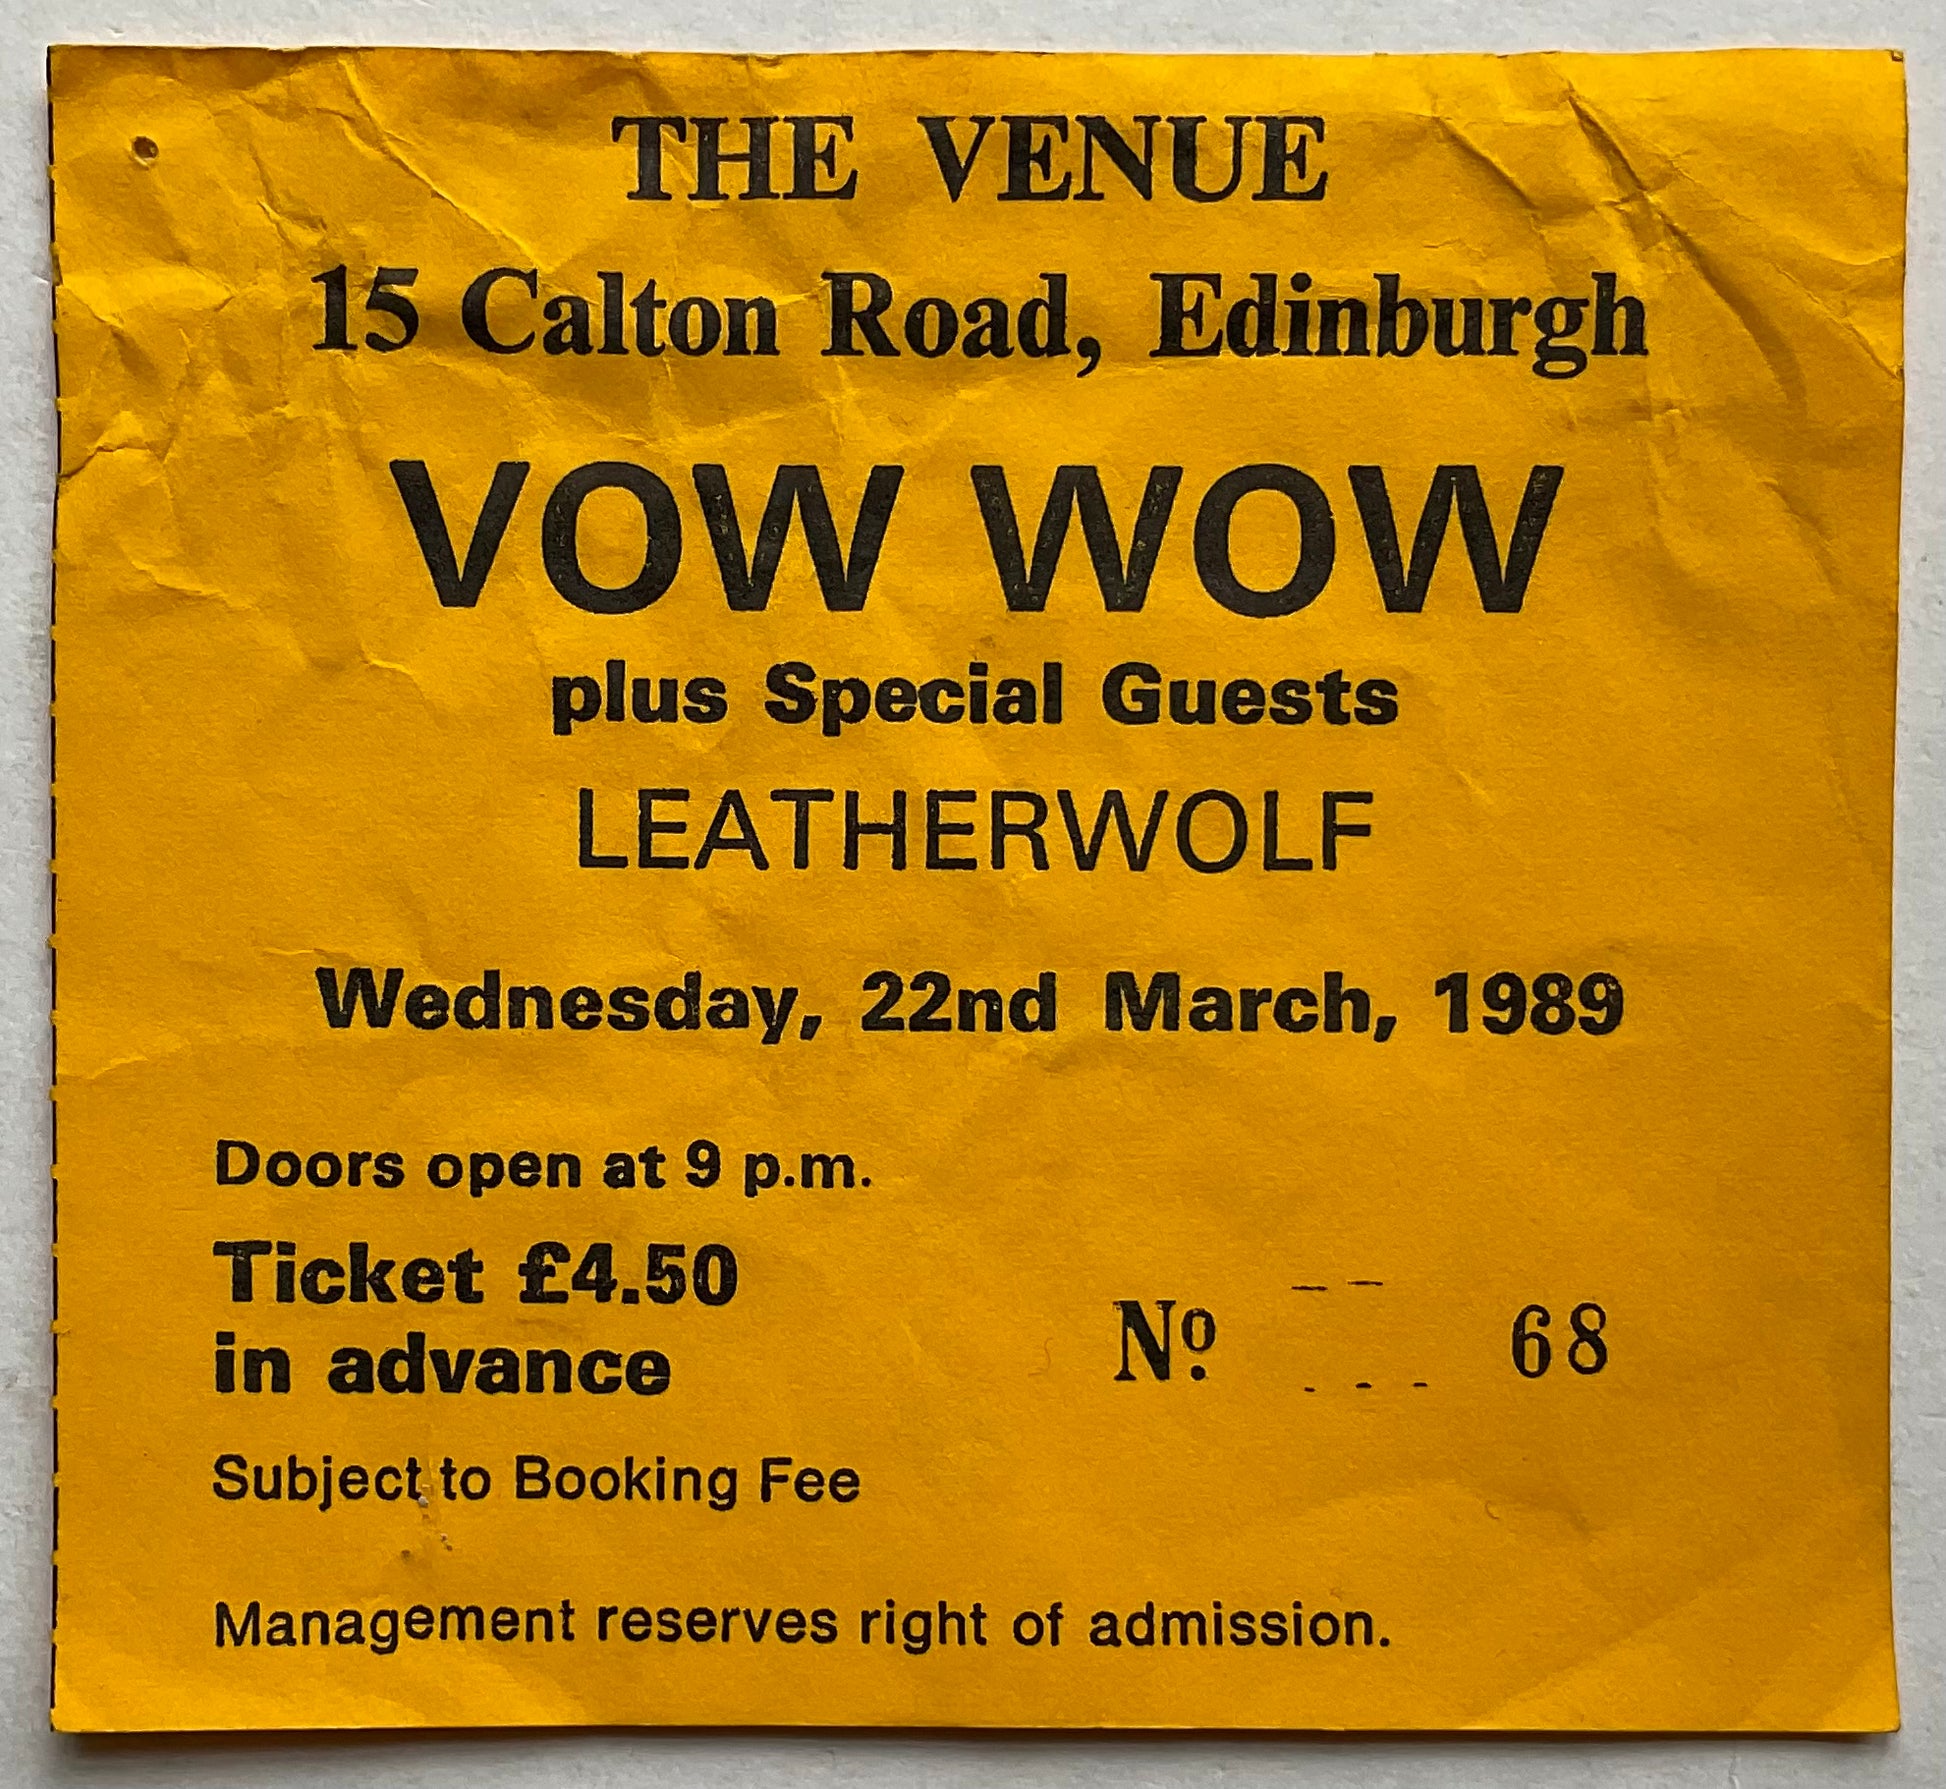 THE VENUE
15 Calton Road, Edinburgh
VOW WOW
plus Special Guests
LEATHERWOLF
Wednesday, 22nd March, 1989
Doors open at 9 p.m.
Ticket £4.50
in advance
Nº 68
Subject to Booking Fee
Management reserves right of admission.